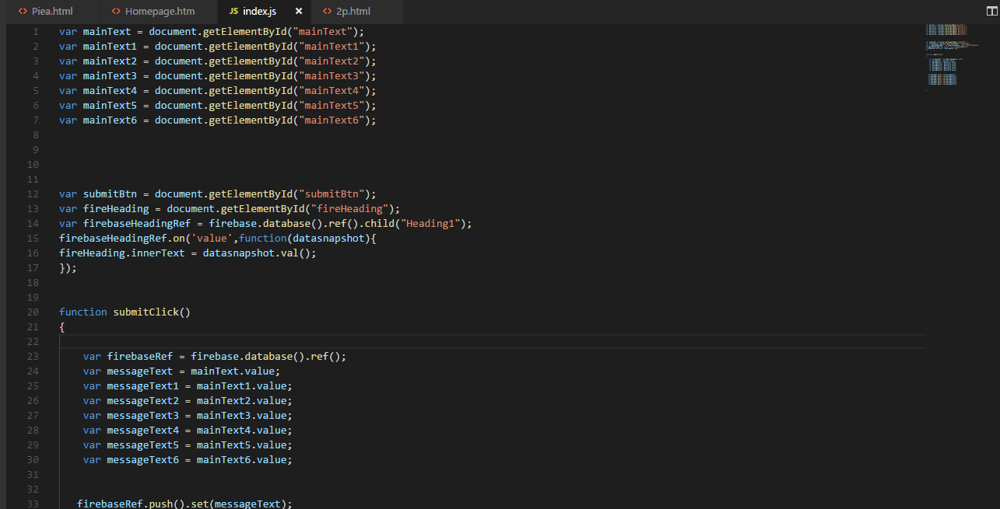 <> Piea.html <> Homepage.htm JS index.js × <> 2p.html
1 var mainText = document.getElementById("mainText");
2 var mainText1 = document.getElementById("mainText1");
3 var mainText2 = document.getElementById("mainText2");
4 var mainText3 = document.getElementById("mainText3");
5 var mainText4 = document.getElementById("mainText4");
6 var mainText5 = document.getElementById("mainText5");
7 var mainText6 = document.getElementById("mainText6");
8
9
10
11
12 var submitBtn = document.getElementById("submitBtn");
13 var fireHeading = document.getElementById("fireHeading");
14 var firebaseHeadingRef = firebase.database().ref().child("Heading1");
15 firebaseHeadingRef.on('value',function(datasnapshot){
16 fireHeading.innerText = datasnapshot.val();
17 });
18
19
20 function submitClick()
21 {
22
23 var firebaseRef = firebase.database().ref();
24 var messageText = mainText.value;
25 var messageText1 = mainText1.value;
26 var messageText2 = mainText2.value;
27 var messageText3 = mainText3.value;
28 var messageText4 = mainText4.value;
29 var messageText5 = mainText5.value;
30 var messageText6 = mainText6.value;
31
32
33 firebaseRef.push().set(messageText);